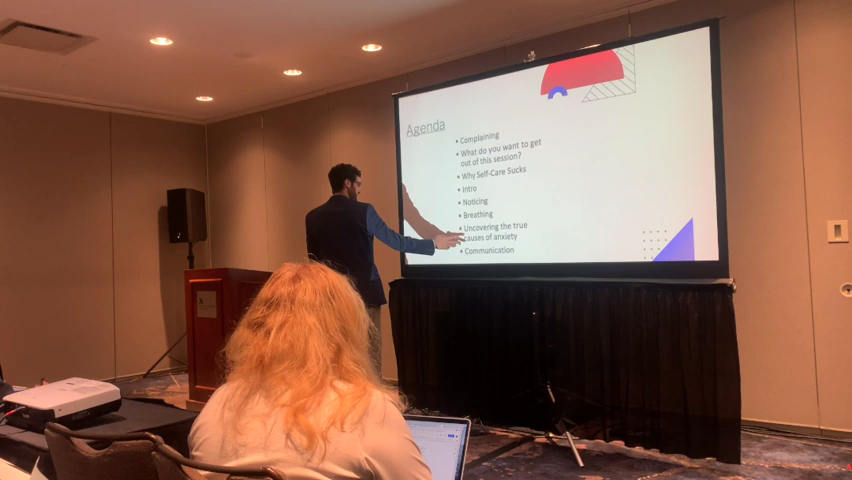 Agenda
• Complaining
• What do you want to get
out of this session?
• Why Self-Care Sucks
• Intro
• Noticing
• Breathing
• Uncovering the true
causes of anxiety
• Communication